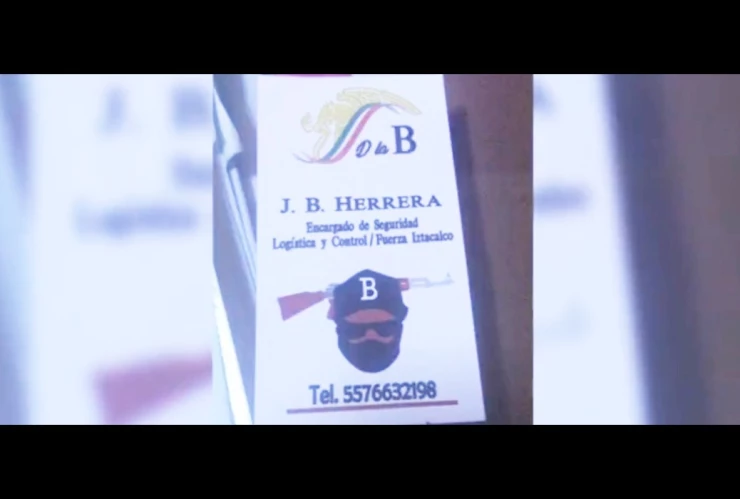 D la B
J. B. HERRERA
Encargado de Seguridad
Logística y Control / Fuerza Iztacalco
B
Tel. 5576632198